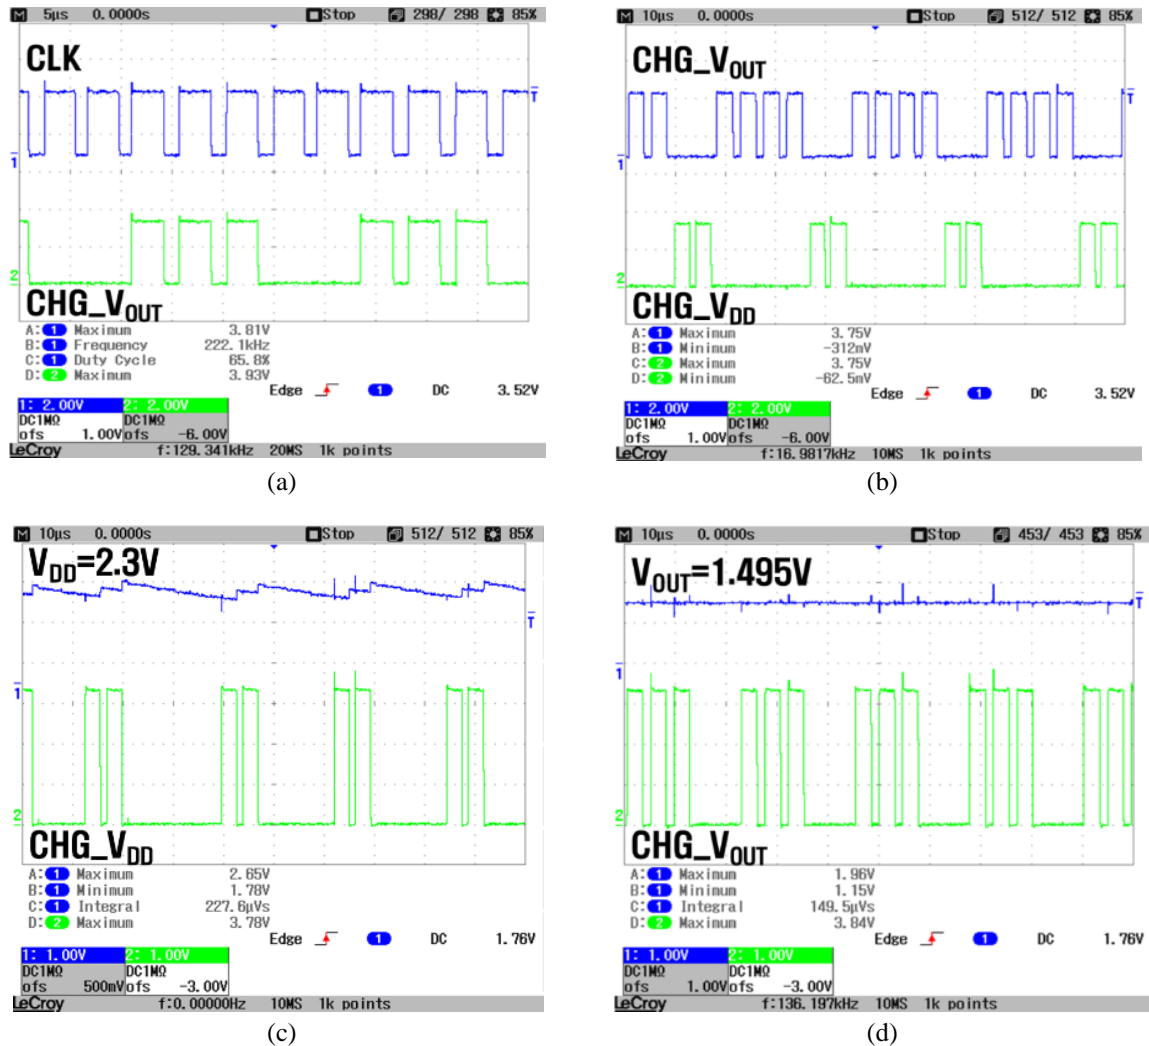 M 5μs 0.0000s Stop 298/ 298 85%
CLK
T
1
2
CHG_VOUT
A: 1 Maximum 3.81V
B: 1 Frequency 222.1kHz
C: 1 Duty Cycle 65.8%
D: 2 Maximum 3.93V
Edge 1 DC 3.52V
1: 2.00V 2: 2.00V
DC1MΩ DC1MΩ
ofs 1.00V ofs -6.00V
LeCroy f:129.341kHz 20MS 1k points
(a)
M 10μs 0.0000s Stop 512/ 512 85%
CHG_VOUT
T
1
2
CHG_VDD
A: 1 Maximum 3.75V
B: 1 Minimum -312mV
C: 2 Maximum 3.75V
D: 2 Minimum -62.5mV
Edge 1 DC 3.52V
1: 2.00V 2: 2.00V
DC1MΩ DC1MΩ
ofs 1.00V ofs -6.00V
LeCroy f:16.9817kHz 10MS 1k points
(b)
M 10μs 0.0000s Stop 512/ 512 85%
VDD=2.3V
T
1
2
CHG_VDD
A: 1 Maximum 2.65V
B: 1 Minimum 1.78V
C: 1 Integral 227.6μVs
D: 2 Maximum 3.78V
Edge 1 DC 1.76V
1: 1.00V 2: 1.00V
DC1MΩ DC1MΩ
ofs 500mV ofs -3.00V
LeCroy f:0.00000Hz 10MS 1k points
(c)
M 10μs 0.0000s Stop 453/ 453 85%
VOUT=1.495V
T
1
2
CHG_VOUT
A: 1 Maximum 1.96V
B: 1 Minimum 1.15V
C: 1 Integral 149.5μVs
D: 2 Maximum 3.84V
Edge 1 DC 1.76V
1: 1.00V 2: 1.00V
DC1MΩ DC1MΩ
ofs 1.00V ofs -3.00V
LeCroy f:136.197kHz 10MS 1k points
(d)